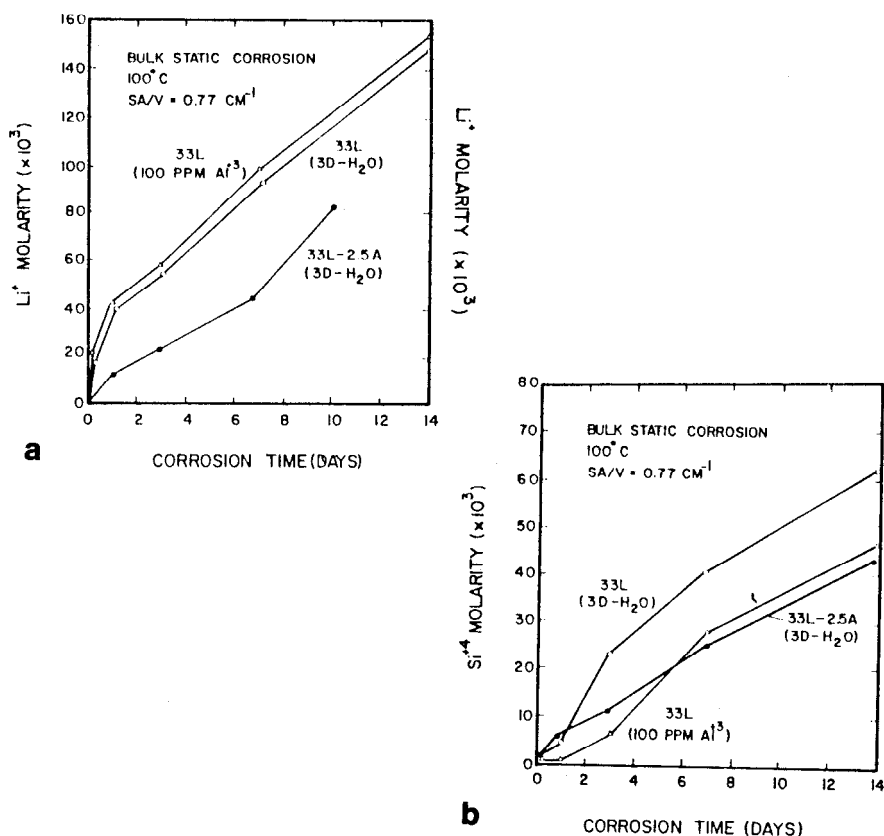 160
140
120
100
80
60
40
20
0
Li⁺ MOLARITY (×10³)
BULK STATIC CORROSION
100°C
SA/V = 0.77 CM⁻¹
33L
(100 PPM Al⁺³)
33L
(3D-H₂O)
33L-2.5A
(3D-H₂O)
0 2 4 6 8 10 12 14
CORROSION TIME (DAYS)
a
Li⁺ MOLARITY (×10³)
80
70
60
50
40
30
20
10
0
Si⁺⁴ MOLARITY (×10³)
BULK STATIC CORROSION
100°C
SA/V = 0.77 CM⁻¹
33L
(3D-H₂O)
33L-2.5A
(3D-H₂O)
33L
(100 PPM Al⁺³)
0 2 4 6 8 10 12 14
CORROSION TIME (DAYS)
b